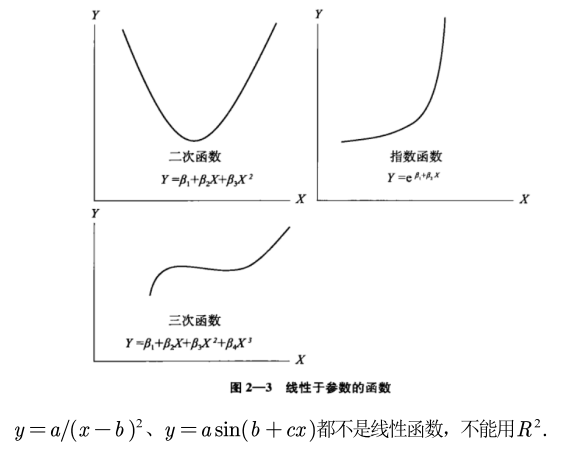 Y
Y
二次函数
指数函数
Y=β₁+β₂X+β₃X²
Y=e^{β₁+β₂X}
X
X
Y
三次函数
Y=β₁+β₂X+β₃X²+β₄X³
X
图 2—3 线性于参数的函数
y=a/(x−b)²、y=a sin(b+cx)都不是线性函数，不能用R².